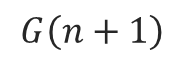 G(n + 1)